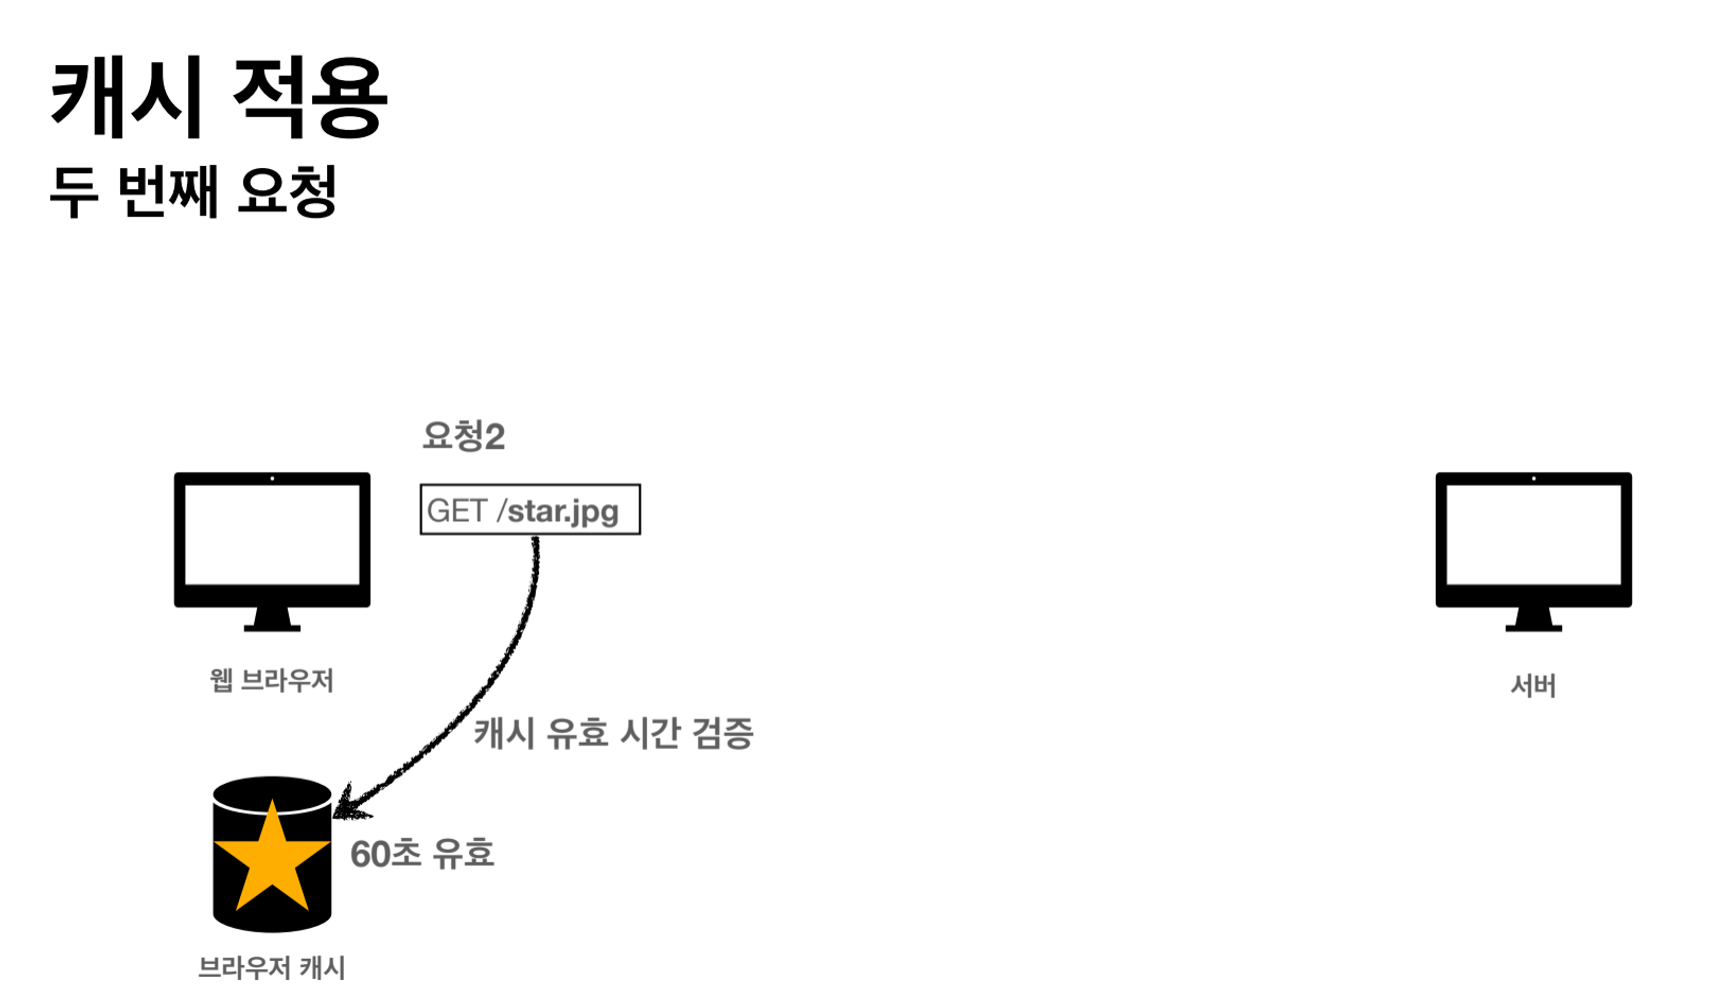 캐시 적용
두 번째 요청
요청2
GET /star.jpg
웹 브라우저
서버
캐시 유효 시간 검증
60초 유효
브라우저 캐시